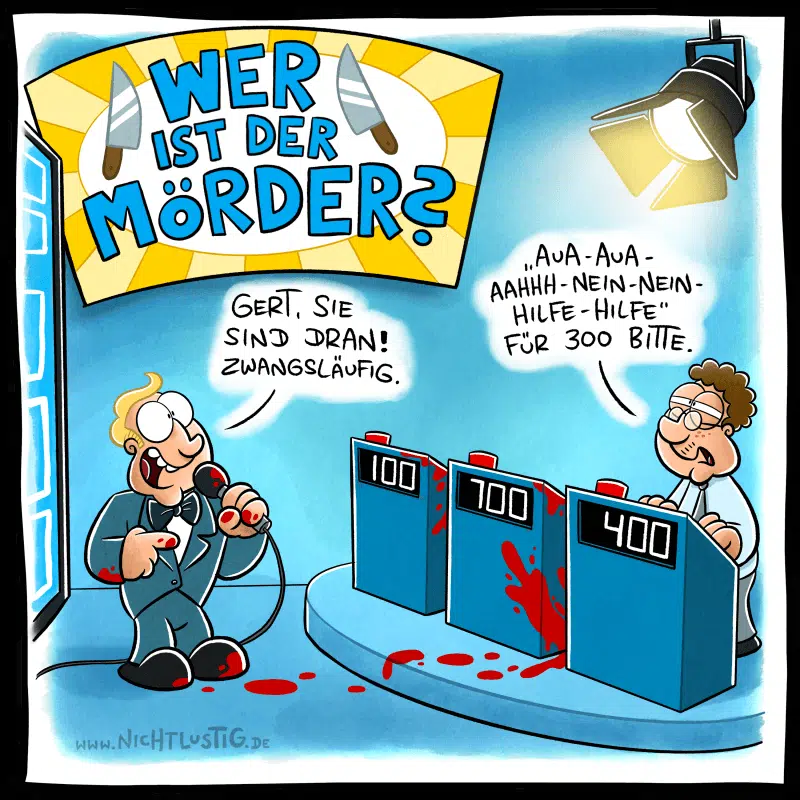 WER
IST DER
MÖRDER?
GERT, SIE
SIND DRAN!
ZWANGSLÄUFIG.
„AUA-AUA-
AAHHH-NEIN-NEIN-
HILFE-HILFE“
FÜR 300 BITTE.
100
700
400
www.NICHTLUSTIG.DE